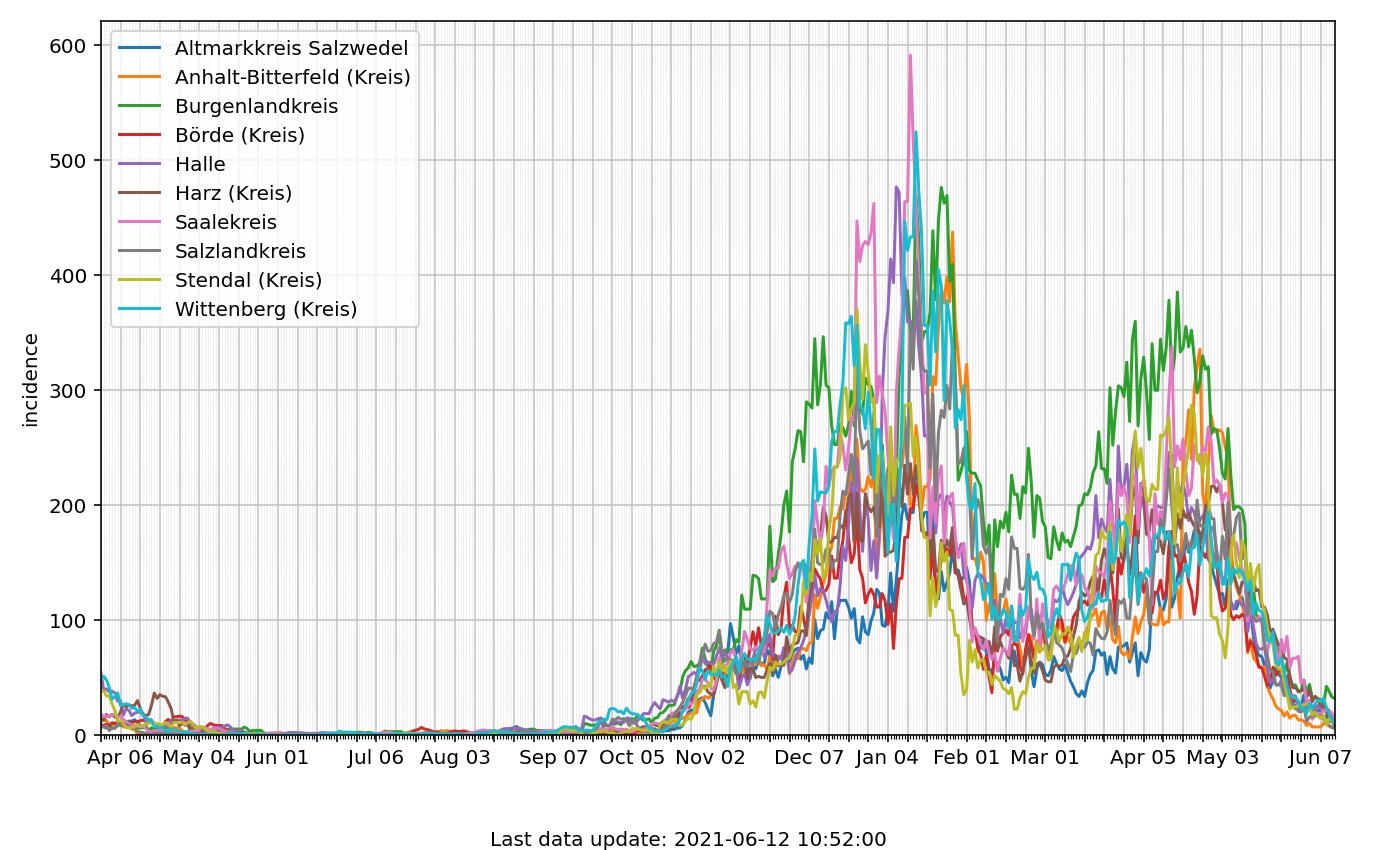 600
500
400
300
200
100
0
incidence
Altmarkkreis Salzwedel
Anhalt-Bitterfeld (Kreis)
Burgenlandkreis
Börde (Kreis)
Halle
Harz (Kreis)
Saalekreis
Salzlandkreis
Stendal (Kreis)
Wittenberg (Kreis)
Apr 06 May 04 Jun 01 Jul 06 Aug 03 Sep 07 Oct 05 Nov 02 Dec 07 Jan 04 Feb 01 Mar 01 Apr 05 May 03 Jun 07
Last data update: 2021-06-12 10:52:00